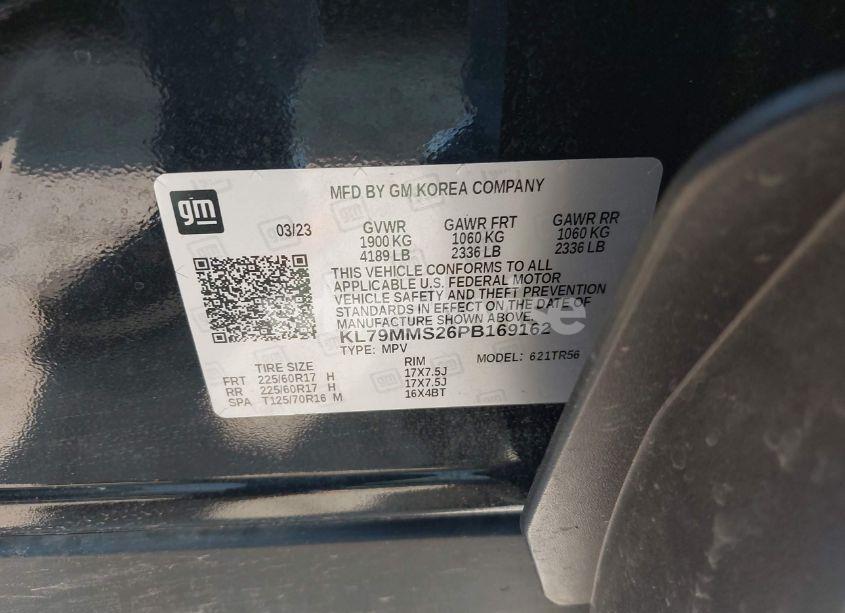 gm
MFD BY GM KOREA COMPANY
03/23
GVWR GAWR FRT GAWR RR
1900 KG 1060 KG 1060 KG
4189 LB 2336 LB 2336 LB
THIS VEHICLE CONFORMS TO ALL
APPLICABLE U.S. FEDERAL MOTOR
VEHICLE SAFETY AND THEFT PREVENTION
STANDARDS IN EFFECT ON THE DATE OF
MANUFACTURE SHOWN ABOVE.
KL79MMS26PB169162
TYPE: MPV MODEL: 621TR56
TIRE SIZE RIM
FRT 225/60R17 H 17X7.5J
RR 225/60R17 H 17X7.5J
SPA T125/70R16 M 16X4BT